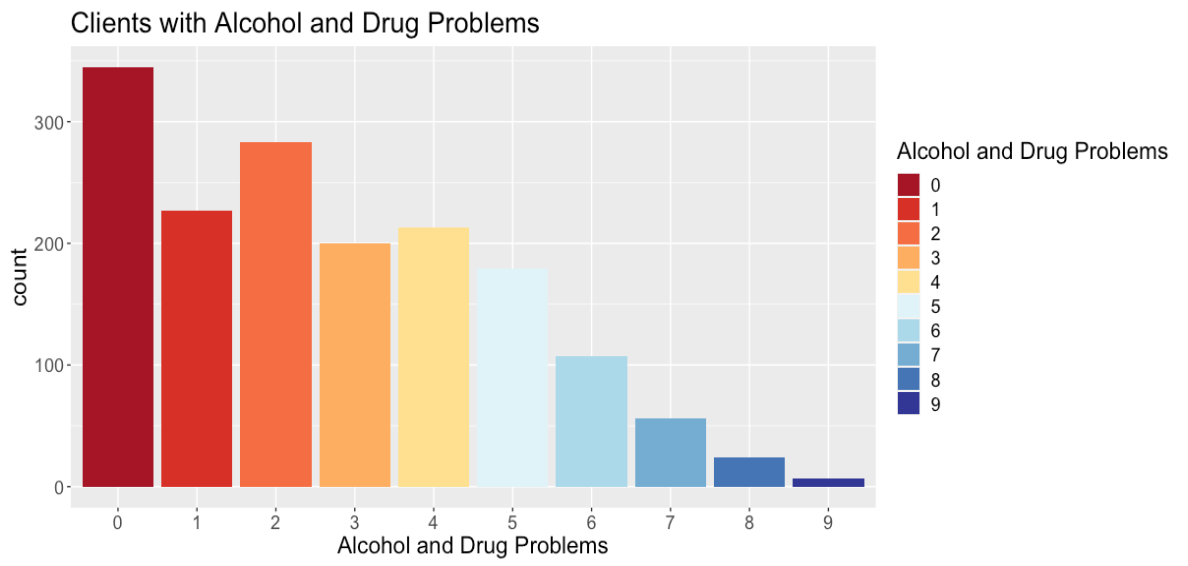 Clients with Alcohol and Drug Problems
300
200
100
0
count
0 1 2 3 4 5 6 7 8 9
Alcohol and Drug Problems
Alcohol and Drug Problems
0
1
2
3
4
5
6
7
8
9